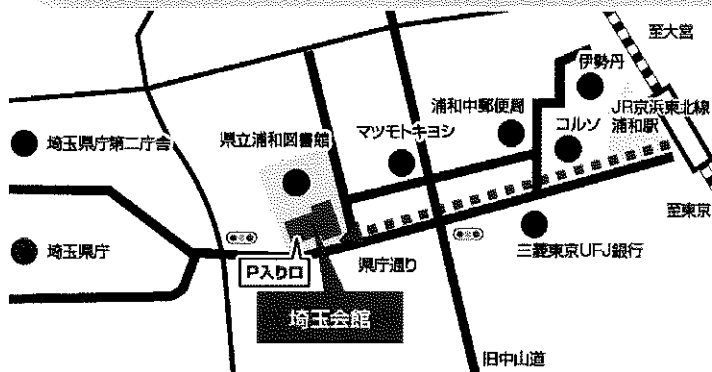 至大宮
伊勢丹
浦和中郵便局
JR京浜東北線
浦和駅
コルソ
マツモトキヨシ
県立浦和図書館
埼玉県庁第二庁舎
至東京
埼玉県庁
三菱東京UFJ銀行
県庁通り
P入り口
埼玉会館
旧中山道